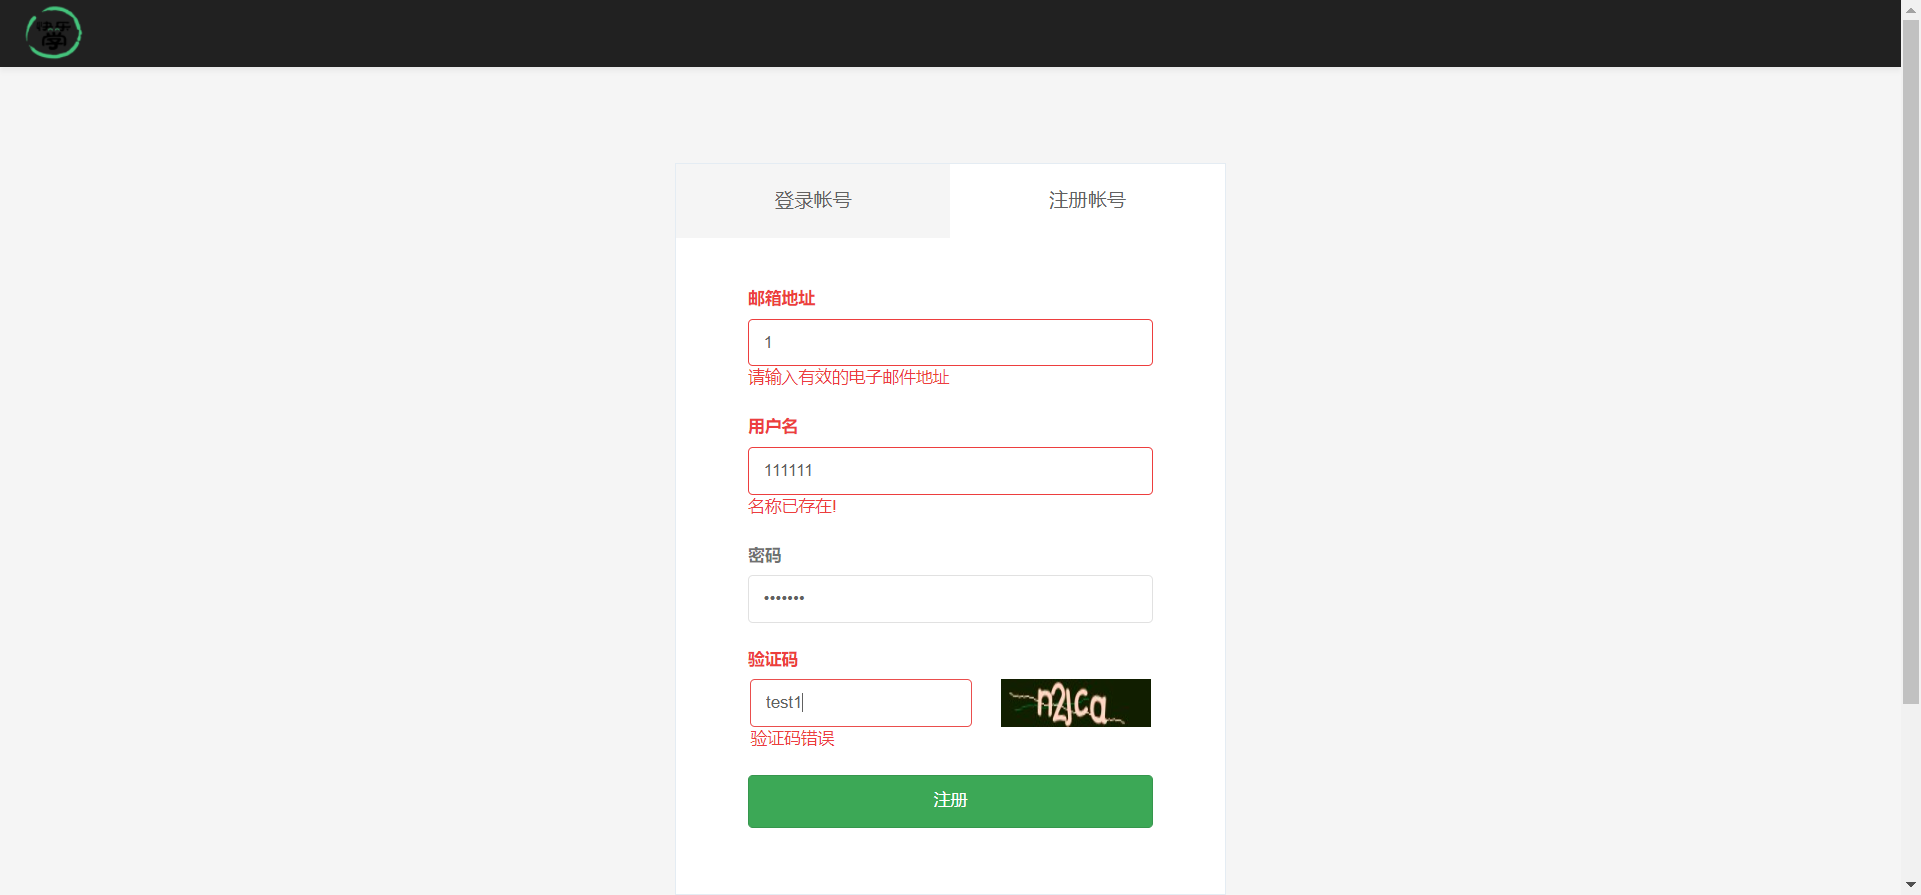 快乐
學
登录帐号
注册帐号
邮箱地址
1
请输入有效的电子邮件地址
用户名
111111
名称已存在!
密码
•••••••
验证码
test1
验证码错误
注册